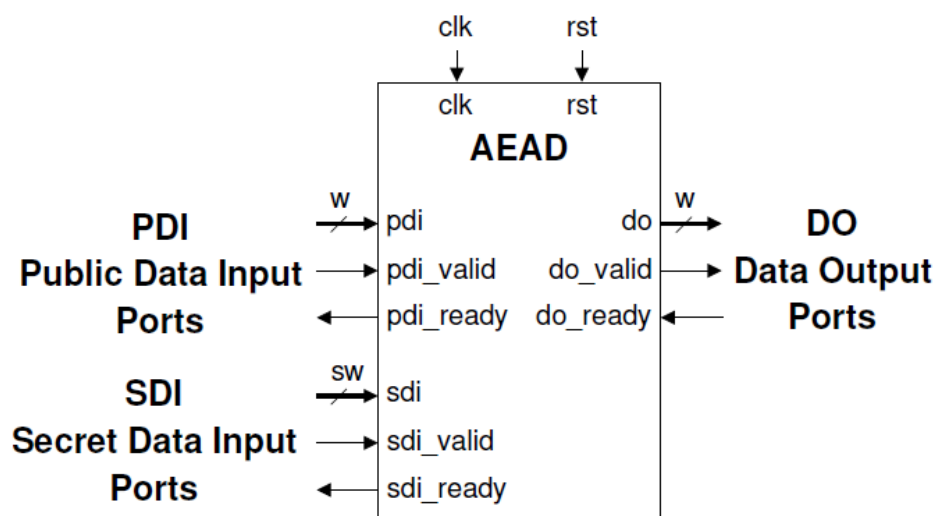 clk rst
clk rst
AEAD
w w
PDI pdi do DO
Public Data Input pdi_valid do_valid Data Output
Ports pdi_ready do_ready Ports
sw
SDI sdi
Secret Data Input sdi_valid
Ports sdi_ready